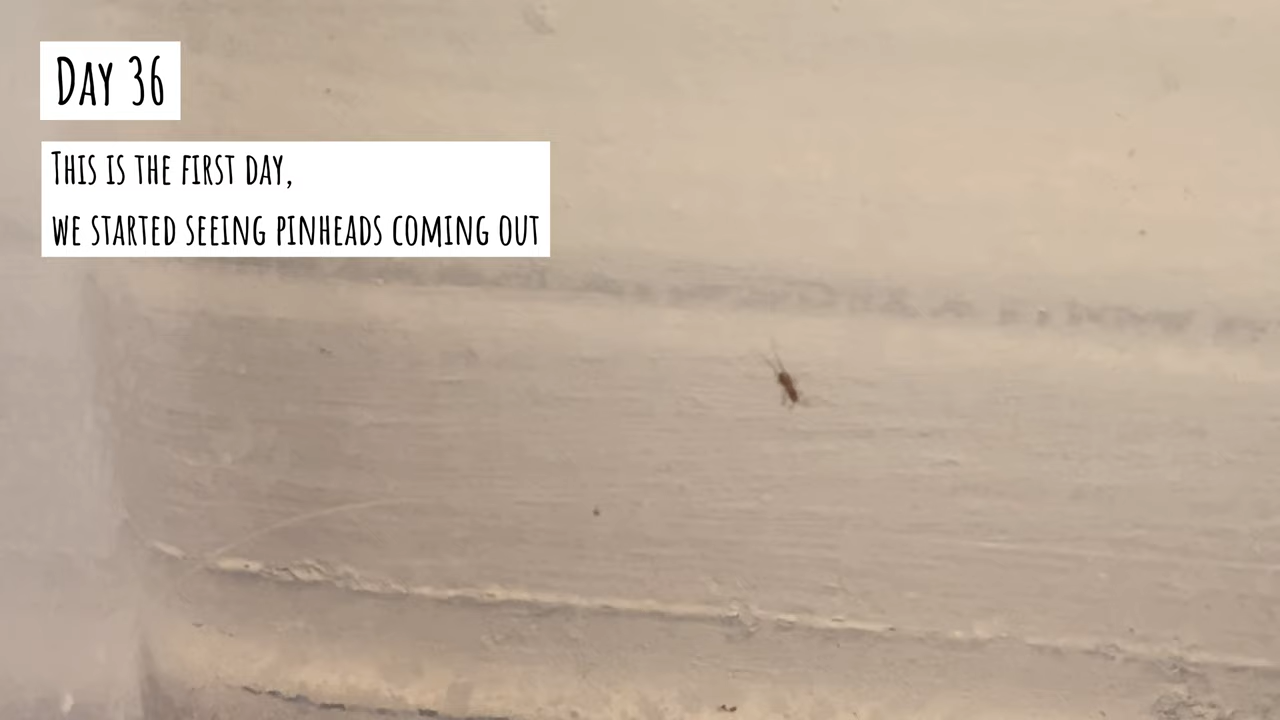 Day 36
This is the first day,
we started seeing pinheads coming out